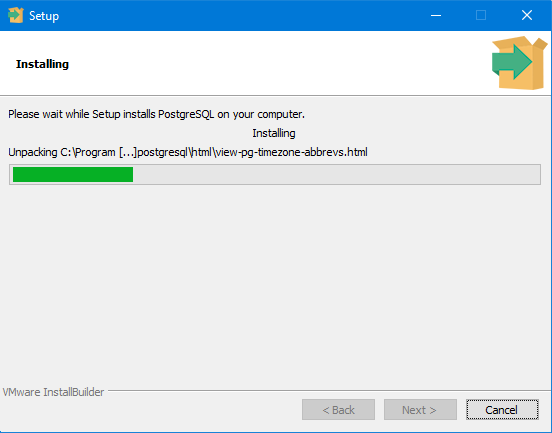 Setup
Installing
Please wait while Setup installs PostgreSQL on your computer.
Installing
Unpacking C:\Program [...]postgresql\html\view-pg-timezone-abbrevs.html
VMware InstallBuilder
< Back
Next >
Cancel